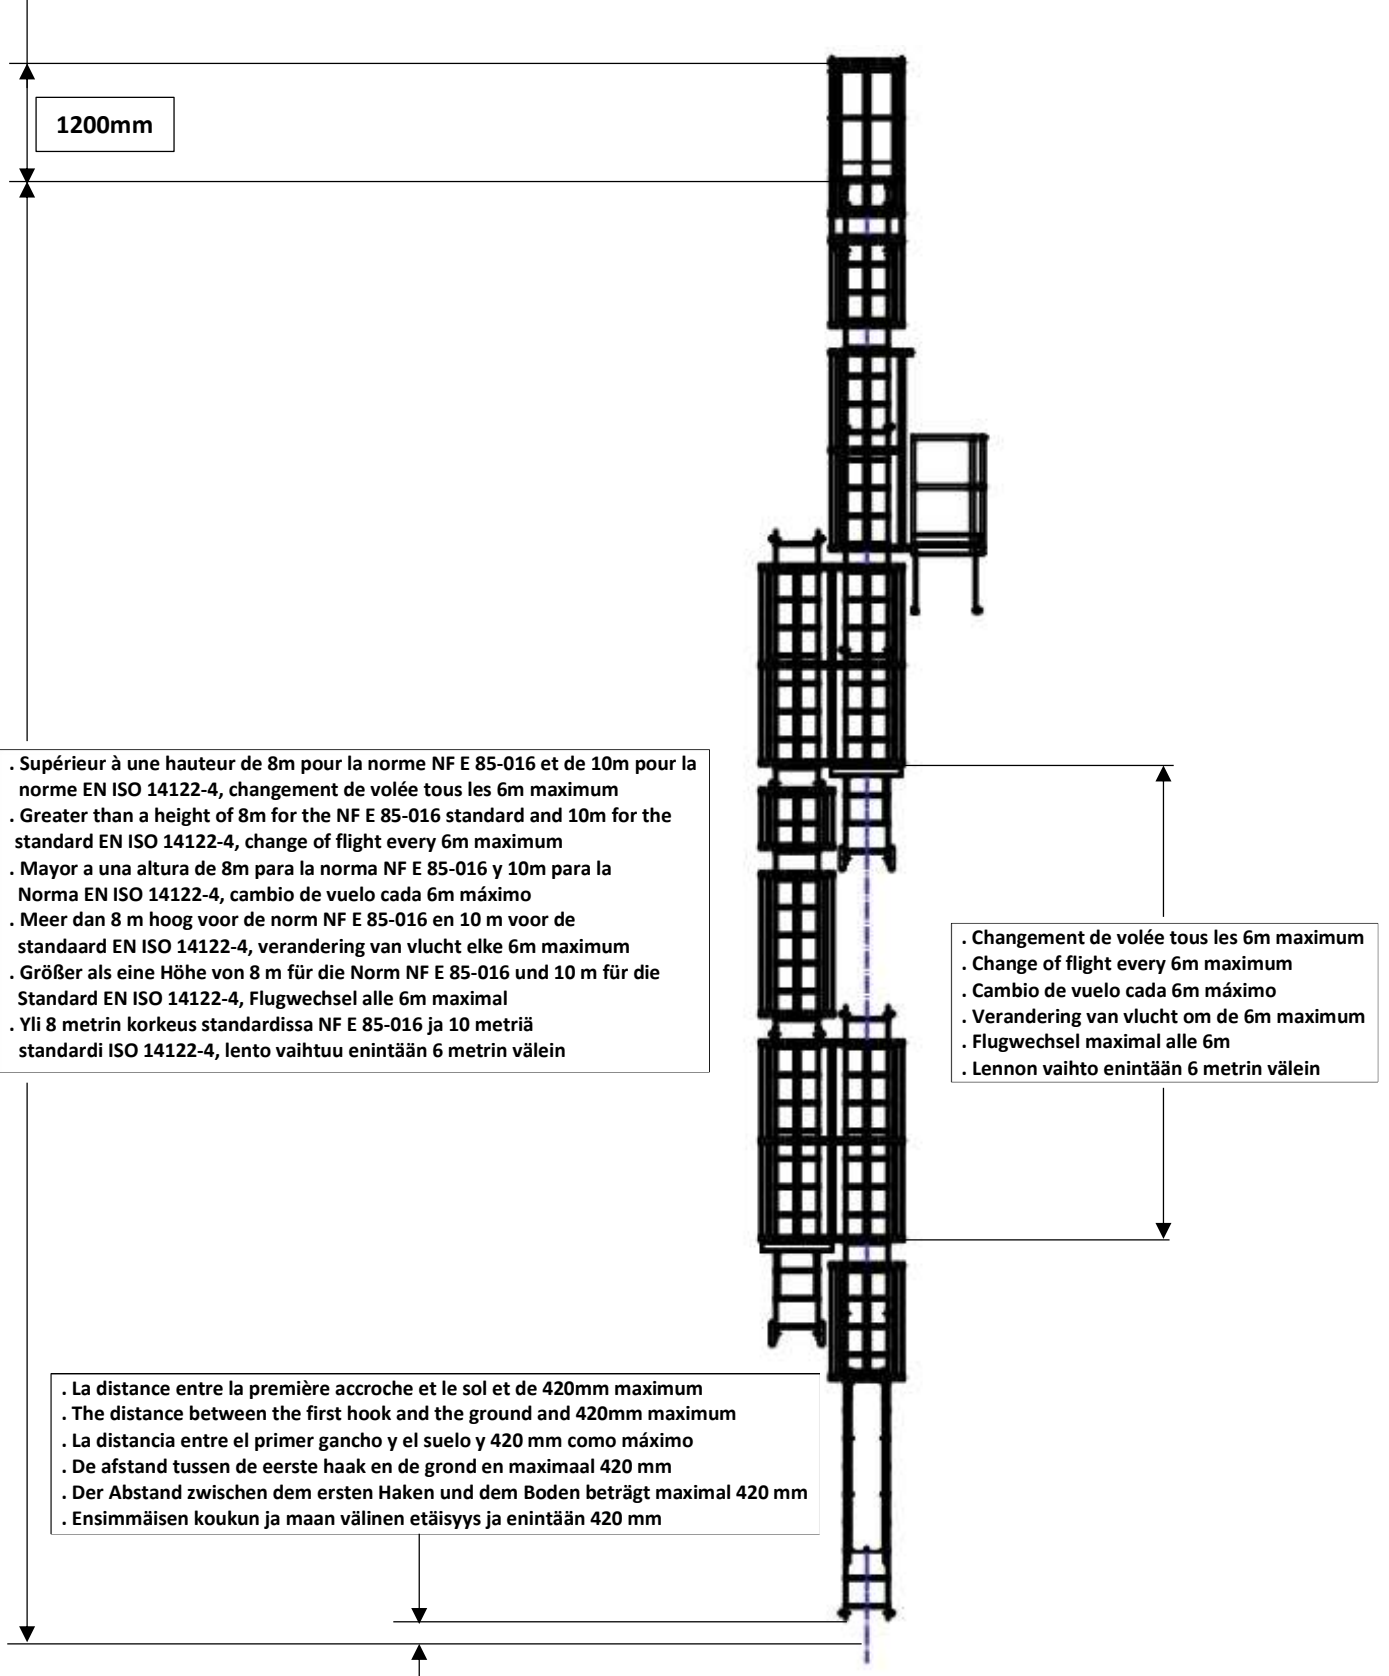 1200mm
. Supérieur à une hauteur de 8m pour la norme NF E 85-016 et de 10m pour la
norme EN ISO 14122-4, changement de volée tous les 6m maximum
. Greater than a height of 8m for the NF E 85-016 standard and 10m for the
standard EN ISO 14122-4, change of flight every 6m maximum
. Mayor a una altura de 8m para la norma NF E 85-016 y 10m para la
Norma EN ISO 14122-4, cambio de vuelo cada 6m máximo
. Meer dan 8 m hoog voor de norm NF E 85-016 en 10 m voor de
standaard EN ISO 14122-4, verandering van vlucht elke 6m maximum
. Größer als eine Höhe von 8 m für die Norm NF E 85-016 und 10 m für die
Standard EN ISO 14122-4, Flugwechsel alle 6m maximal
. Yli 8 metrin korkeus standardissa NF E 85-016 ja 10 metriä
standardi ISO 14122-4, lento vaihtuu enintään 6 metrin välein
. Changement de volée tous les 6m maximum
. Change of flight every 6m maximum
. Cambio de vuelo cada 6m máximo
. Verandering van vlucht om de 6m maximum
. Flugwechsel maximal alle 6m
. Lennon vaihto enintään 6 metrin välein
. La distance entre la première accroche et le sol et de 420mm maximum
. The distance between the first hook and the ground and 420mm maximum
. La distancia entre el primer gancho y el suelo y 420 mm como máximo
. De afstand tussen de eerste haak en de grond en maximaal 420 mm
. Der Abstand zwischen dem ersten Haken und dem Boden beträgt maximal 420 mm
. Ensimmäisen koukun ja maan välinen etäisyys ja enintään 420 mm